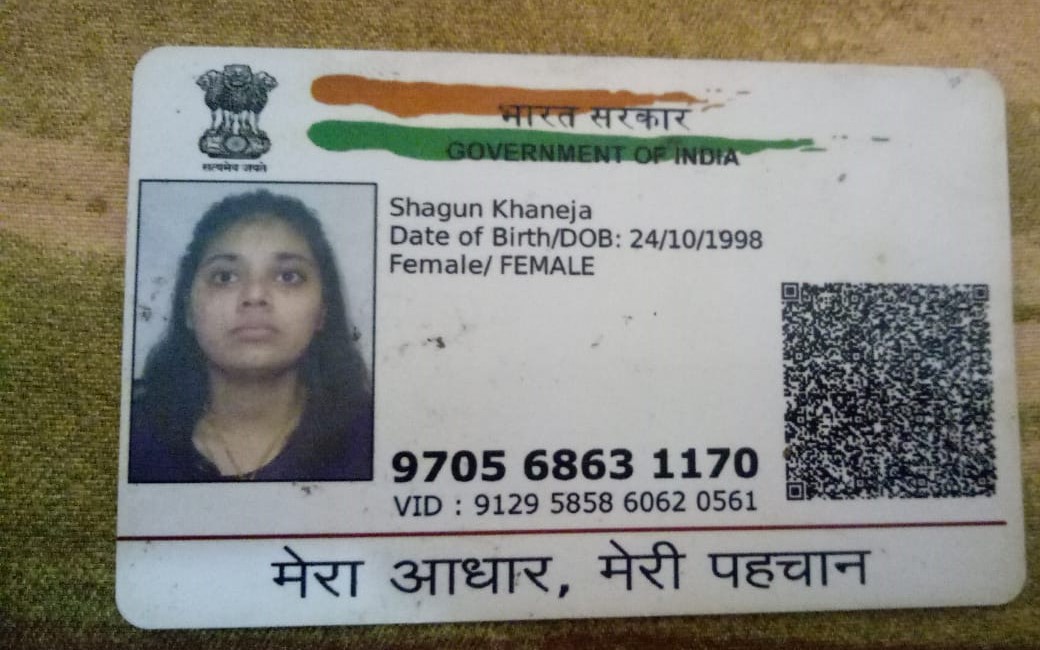 भारत सरकार
GOVERNMENT OF INDIA
सत्यमेव जयते
Shagun Khaneja
Date of Birth/DOB: 24/10/1998
Female/ FEMALE
9705 6863 1170
VID : 9129 5858 6062 0561
मेरा आधार, मेरी पहचान